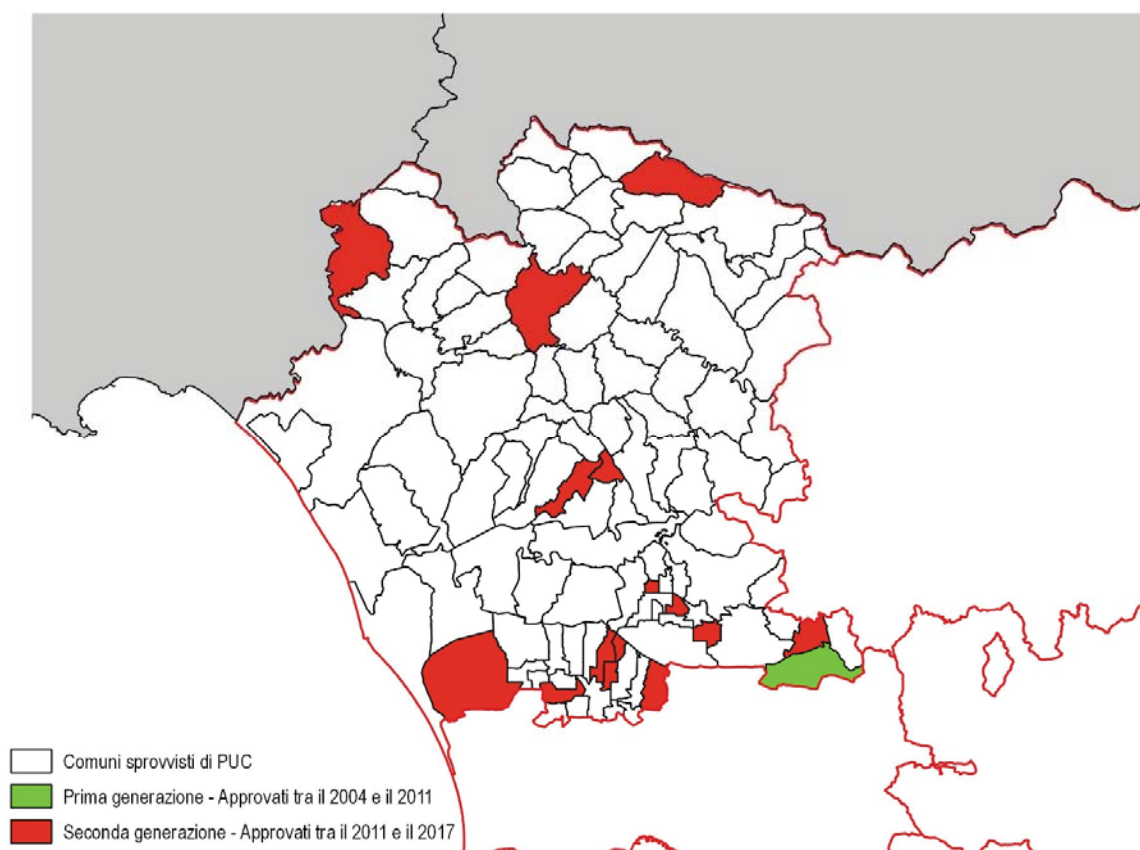 Comuni sprovvisti di PUC
Prima generazione - Approvati tra il 2004 e il 2011
Seconda generazione - Approvati tra il 2011 e il 2017